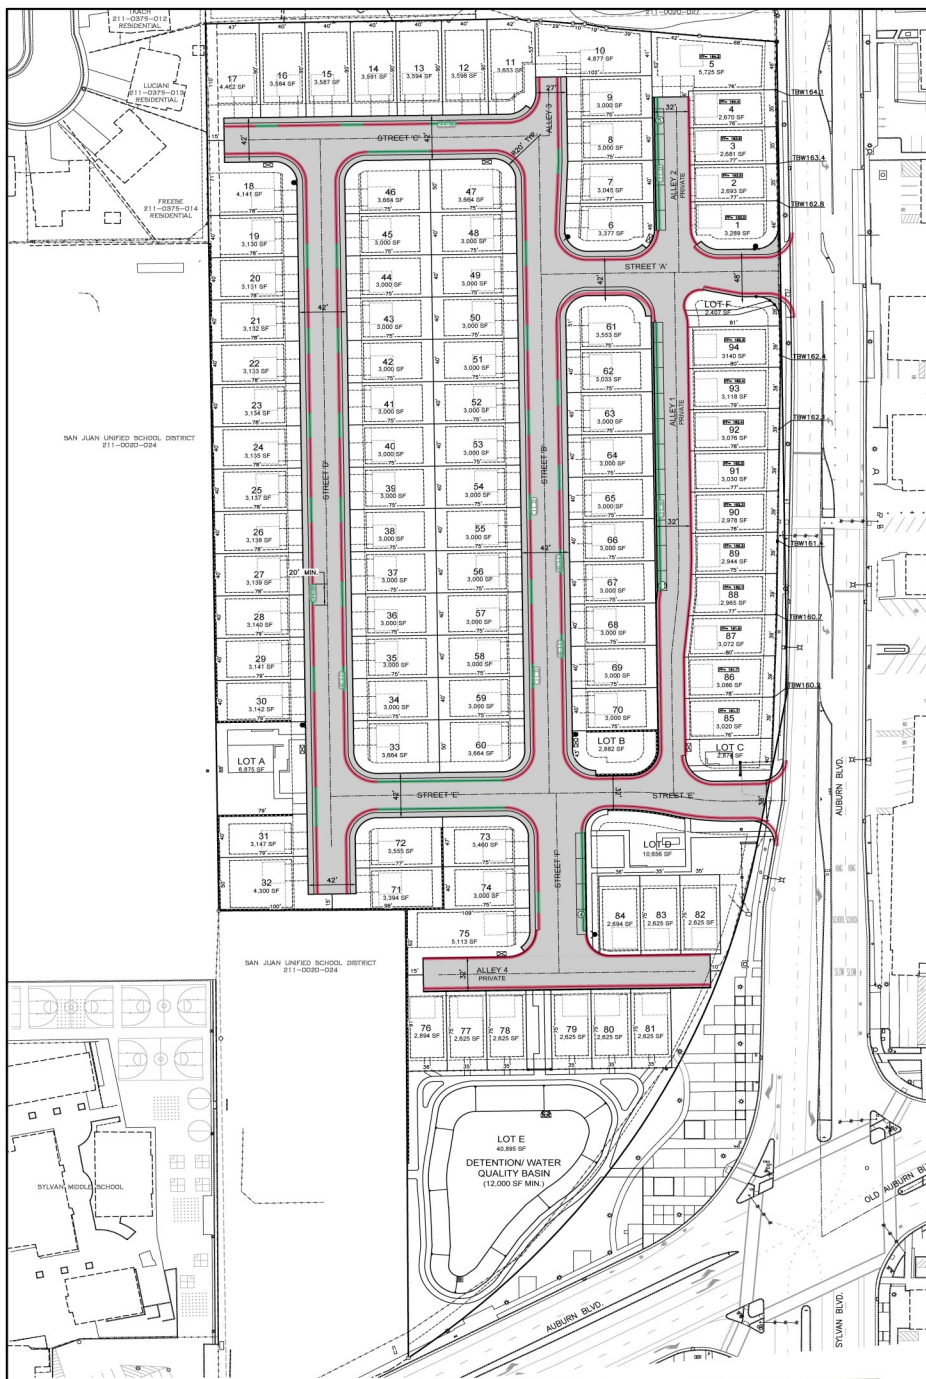 TKACH
211-0375-012
RESIDENTIAL
LUCIANI
211-0375-013
RESIDENTIAL
FREEBE
211-0375-014
RESIDENTIAL
211-0020-027
17
4,462 SF
16
3,584 SF
15
3,587 SF
14
3,591 SF
13
3,594 SF
12
3,598 SF
11
3,653 SF
10
4,877 SF
9
3,000 SF
8
3,000 SF
7
3,045 SF
6
3,377 SF
5
5,725 SF
4
2,670 SF
3
2,681 SF
2
2,693 SF
1
3,289 SF
TBW164.1
TBW163.4
TBW162.8
STREET 'C'
ALLEY 3
ALLEY 2
PRIVATE
STREET 'A'
18
4,141 SF
19
3,130 SF
20
3,131 SF
21
3,132 SF
22
3,133 SF
23
3,134 SF
24
3,135 SF
25
3,137 SF
26
3,138 SF
27
3,139 SF
28
3,140 SF
29
3,141 SF
30
3,142 SF
LOT A
6,875 SF
31
3,147 SF
32
4,300 SF
STREET 'D'
20' MIN.
46
3,664 SF
45
3,000 SF
44
3,000 SF
43
3,000 SF
42
3,000 SF
41
3,000 SF
40
3,000 SF
39
3,000 SF
38
3,000 SF
37
3,000 SF
36
3,000 SF
35
3,000 SF
34
3,000 SF
33
3,664 SF
47
3,664 SF
48
3,000 SF
49
3,000 SF
50
3,000 SF
51
3,000 SF
52
3,000 SF
53
3,000 SF
54
3,000 SF
55
3,000 SF
56
3,000 SF
57
3,000 SF
58
3,000 SF
59
3,000 SF
60
3,664 SF
STREET 'B'
61
3,553 SF
62
3,033 SF
63
3,000 SF
64
3,000 SF
65
3,000 SF
66
3,000 SF
67
3,000 SF
68
3,000 SF
69
3,000 SF
70
3,000 SF
LOT B
2,882 SF
ALLEY 1
PRIVATE
LOT F
2,407 SF
94
3140 SF
93
3,118 SF
92
3,076 SF
91
3,030 SF
90
2,978 SF
89
2,944 SF
88
2,965 SF
87
3,072 SF
86
3,086 SF
85
3,020 SF
LOT C
TBW162.4
TBW161.4
TBW160.7
TBW160.9
SAN JUAN UNIFIED SCHOOL DISTRICT
211-0020-024
STREET 'E'
STREET 'E'
STREET 'F'
72
3,555 SF
71
3,394 SF
73
3,460 SF
74
3,000 SF
75
5,113 SF
LOT D
10,656 SF
84
2,694 SF
83
2,625 SF
82
2,625 SF
ALLEY 4
PRIVATE
SAN JUAN UNIFIED SCHOOL DISTRICT
211-0020-024
76
2,894 SF
77
2,625 SF
78
2,625 SF
79
2,625 SF
80
2,625 SF
81
2,625 SF
LOT E
40,895 SF
DETENTION/ WATER
QUALITY BASIN
(12,000 SF MIN.)
SYLVAN MIDDLE SCHOOL
AUBURN BLVD.
SCHOOL SCHOOL
SLOW SLOW
OLD AUBURN
AUBURN BLVD.
SYLVAN BLVD.